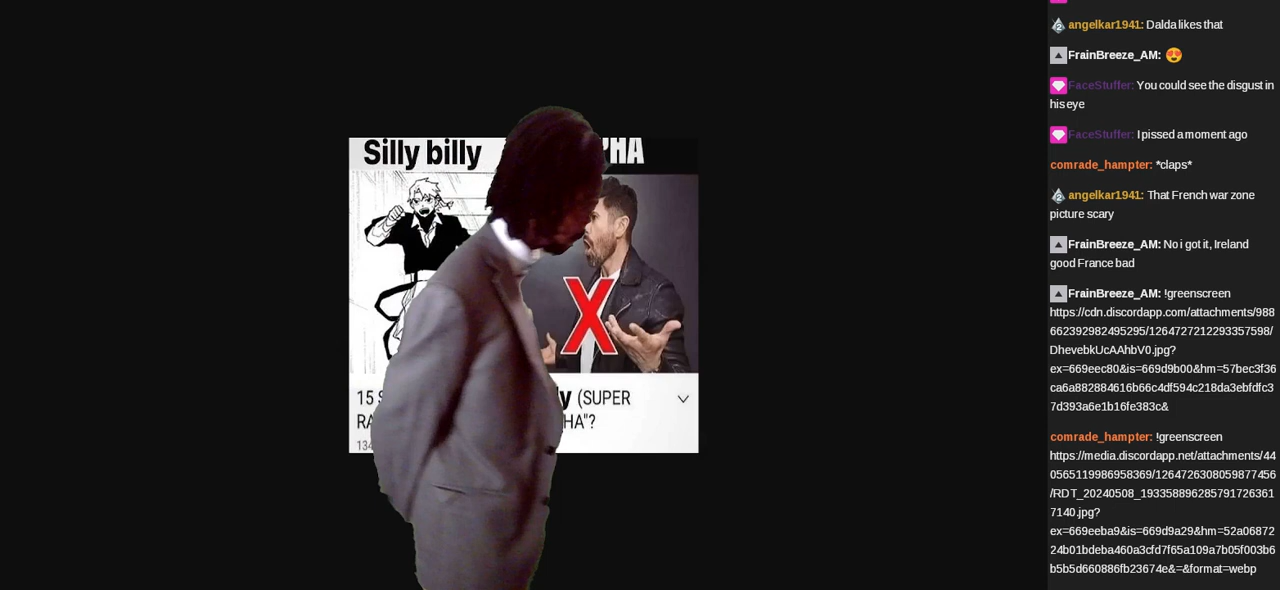 Silly billy
PHA
15 S
ly (SUPER
RA
HA"?
134
angelkar1941: Dalda likes that
FrainBreeze_AM: 😍
FaceStuffer: You could see the disgust in
his eye
FaceStuffer: I pissed a moment ago
comrade_hampter: *claps*
angelkar1941: That French war zone
picture scary
FrainBreeze_AM: No i got it, Ireland
good France bad
FrainBreeze_AM: !greenscreen
https://cdn.discordapp.com/attachments/988
662392982495295/1264727212293357598/
DhevebkUcAAhbV0.jpg?
ex=669eec80&is=669d9b00&hm=57bec3f36
ca6a882884616b66c4df594c218da3ebfdfc3
7d393a6e1b16fe383c&
comrade_hampter: !greenscreen
https://media.discordapp.net/attachments/44
0565119986958369/1264726308059877456
/RDT_20240508_193358896285791726361
7140.jpg?
ex=669eeba9&is=669d9a29&hm=52a06872
24b01bdeba460a3cfd7f65a109a7b05f003b6
b5b5d660886fb23674e&=&format=webp